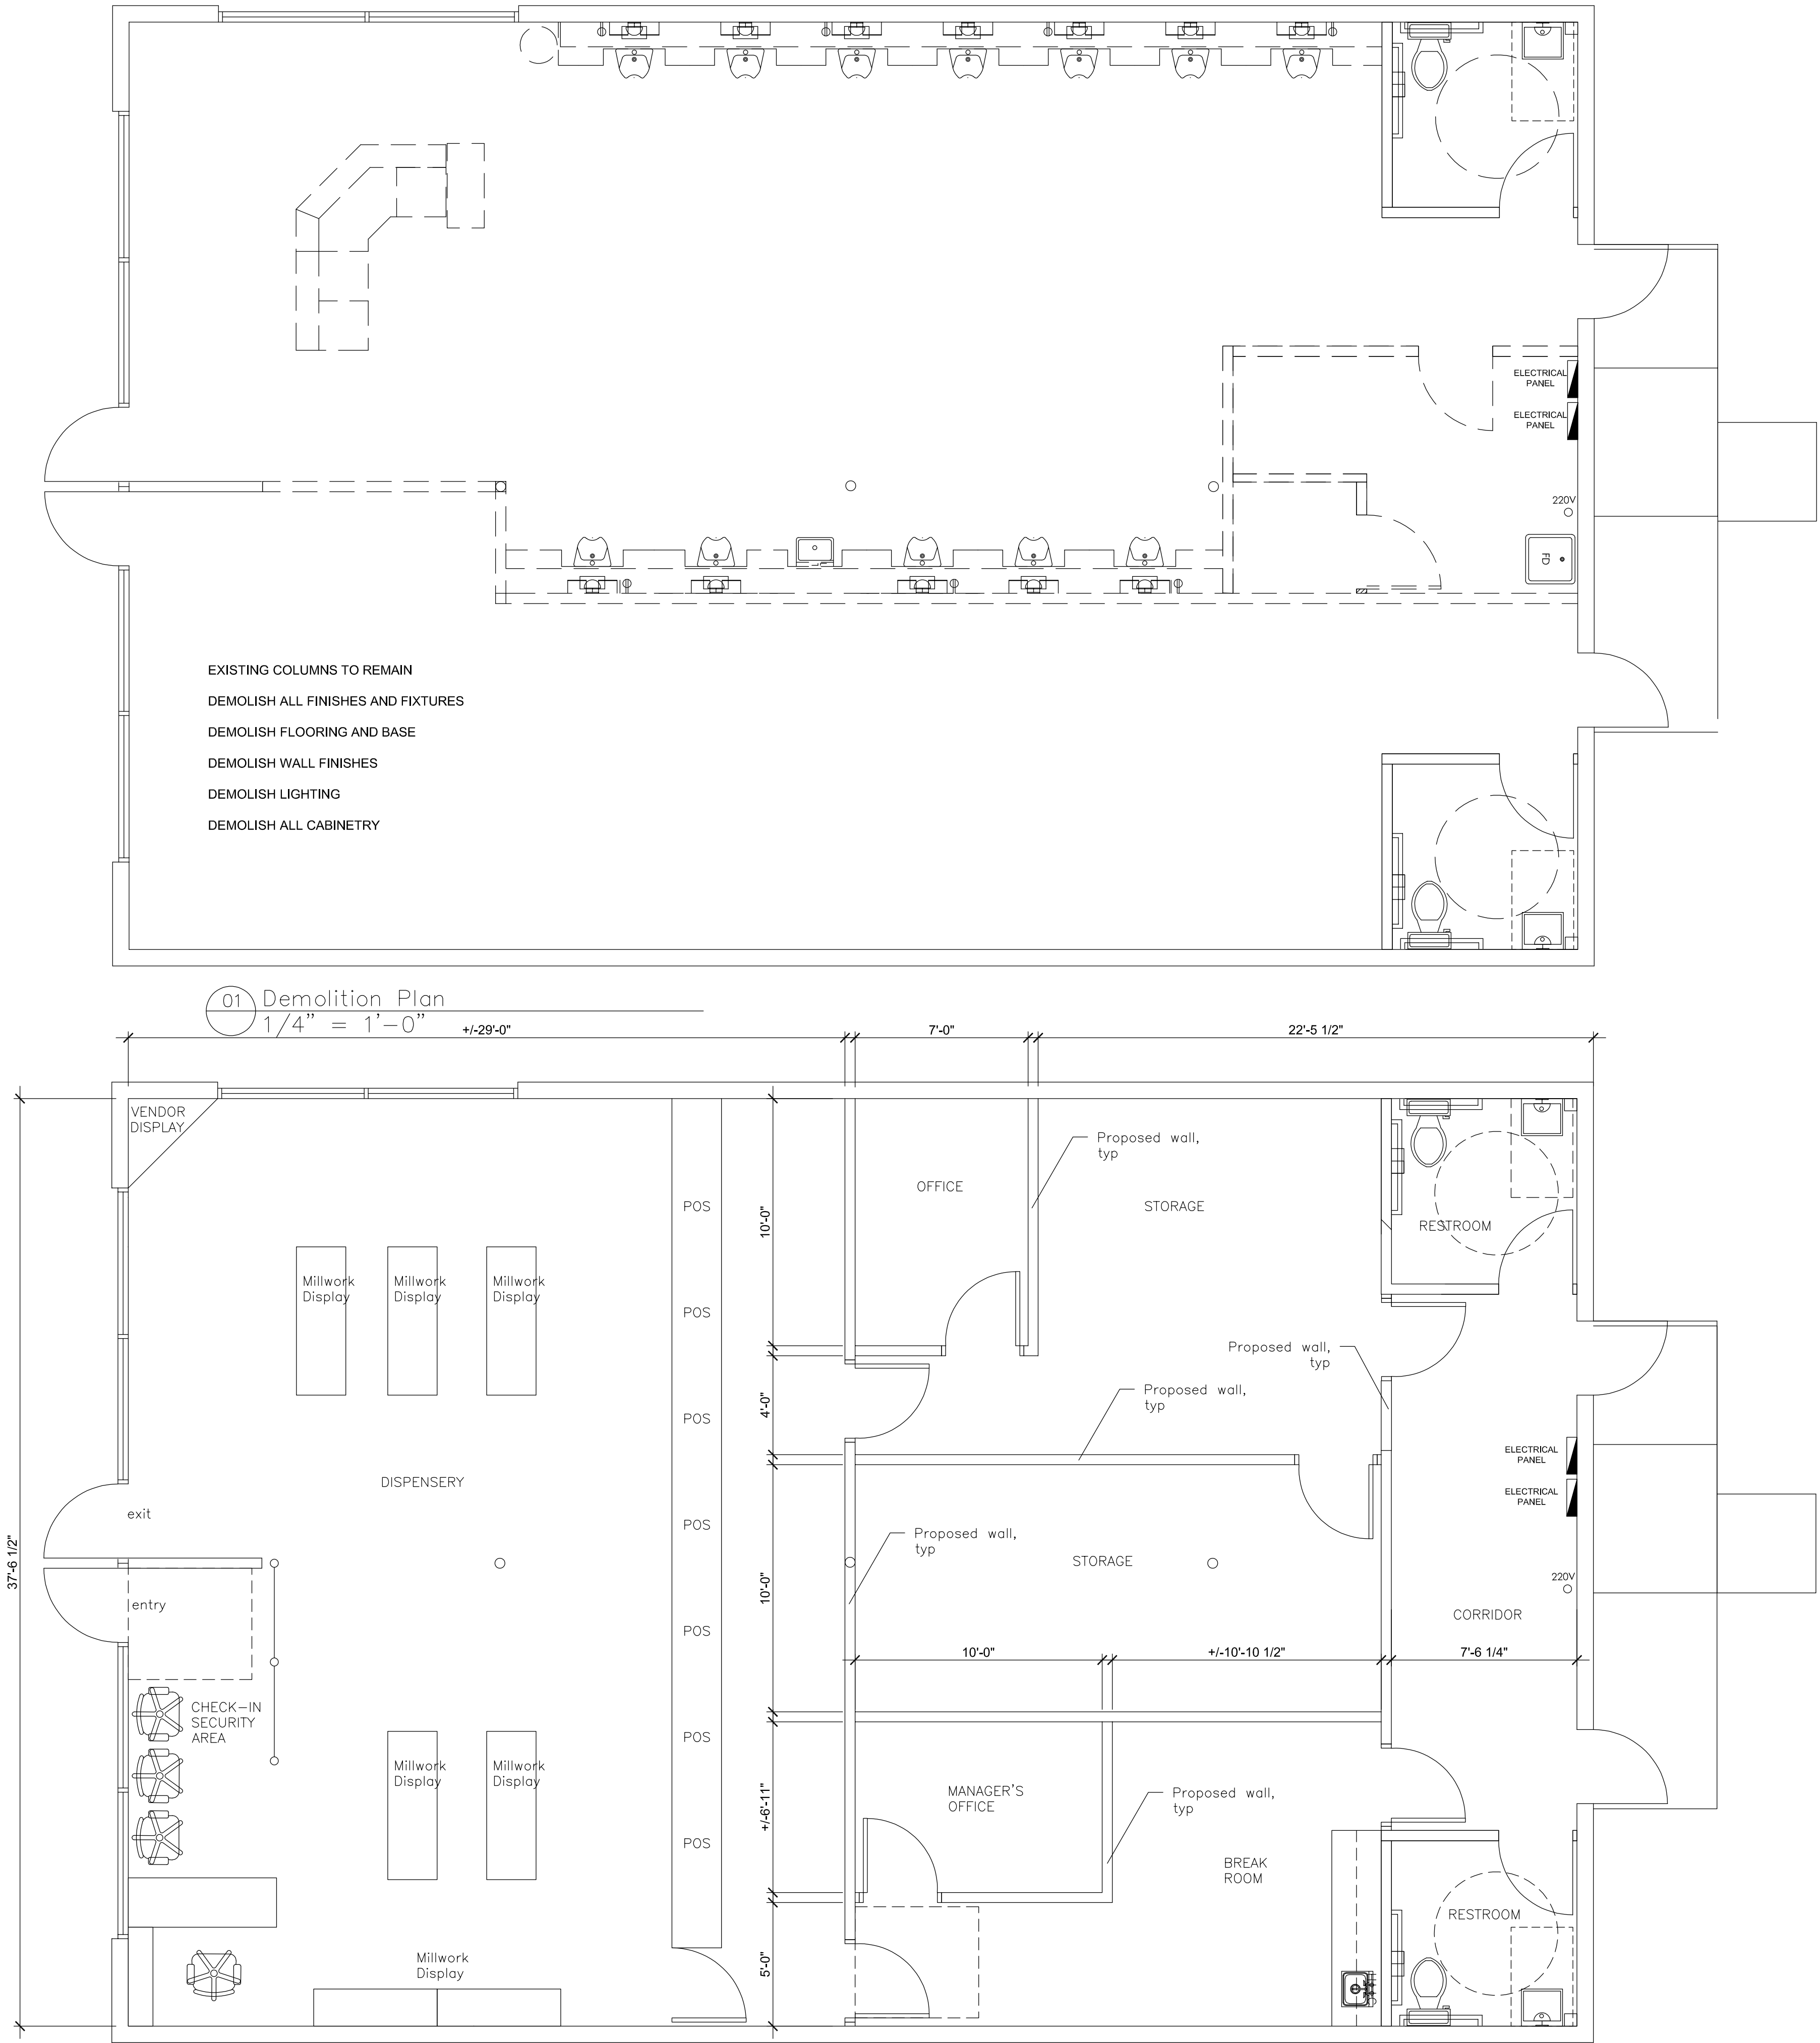 ELECTRICAL
PANEL
ELECTRICAL
PANEL
220V
FD
EXISTING COLUMNS TO REMAIN
DEMOLISH ALL FINISHES AND FIXTURES
DEMOLISH FLOORING AND BASE
DEMOLISH WALL FINISHES
DEMOLISH LIGHTING
DEMOLISH ALL CABINETRY
01 Demolition Plan
1/4" = 1'-0"
+/-29'-0"
7'-0"
22'-5 1/2"
VENDOR
DISPLAY
Proposed wall,
typ
OFFICE
STORAGE
POS
10'-0"
RESTROOM
Millwork
Display
Millwork
Display
Millwork
Display
POS
Proposed wall,
typ
Proposed wall,
typ
4'-0"
POS
ELECTRICAL
PANEL
DISPENSERY
ELECTRICAL
PANEL
exit
POS
Proposed wall,
typ
37'-6 1/2"
STORAGE
10'-0"
220V
entry
CORRIDOR
POS
10'-0"
+/-10'-10 1/2"
7'-6 1/4"
CHECK-IN
SECURITY
AREA
POS
Millwork
Display
Millwork
Display
MANAGER'S
OFFICE
Proposed wall,
typ
+/-6'-11"
POS
BREAK
ROOM
RESTROOM
Millwork
Display
5'-0"